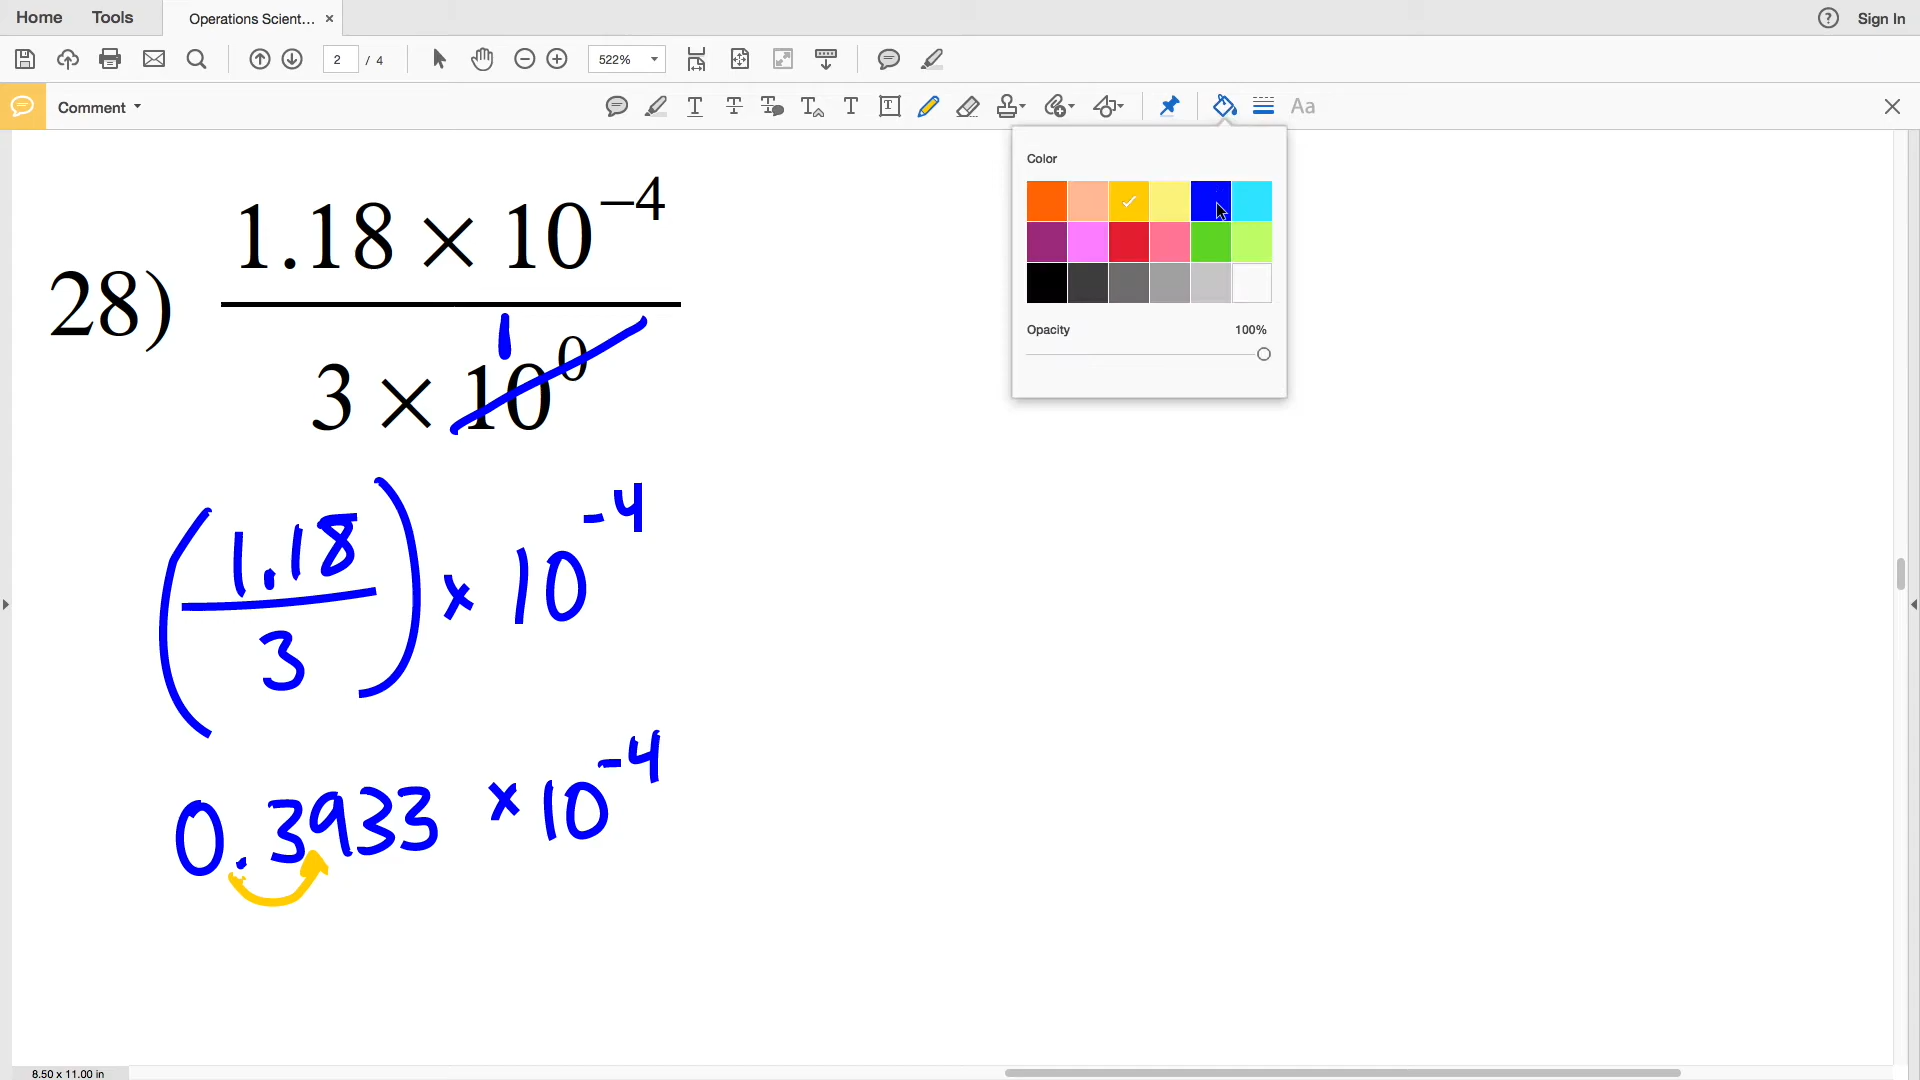 Home Tools Operations Scient... × ? Sign In
2 / 4 522%
Comment T T T T T T Aa
Color
Opacity 100%
28) 1.18 × 10^−4
3 × 10^0
1
(1.18
3) × 10^-4
0.3933 × 10^-4
8.50 x 11.00 in